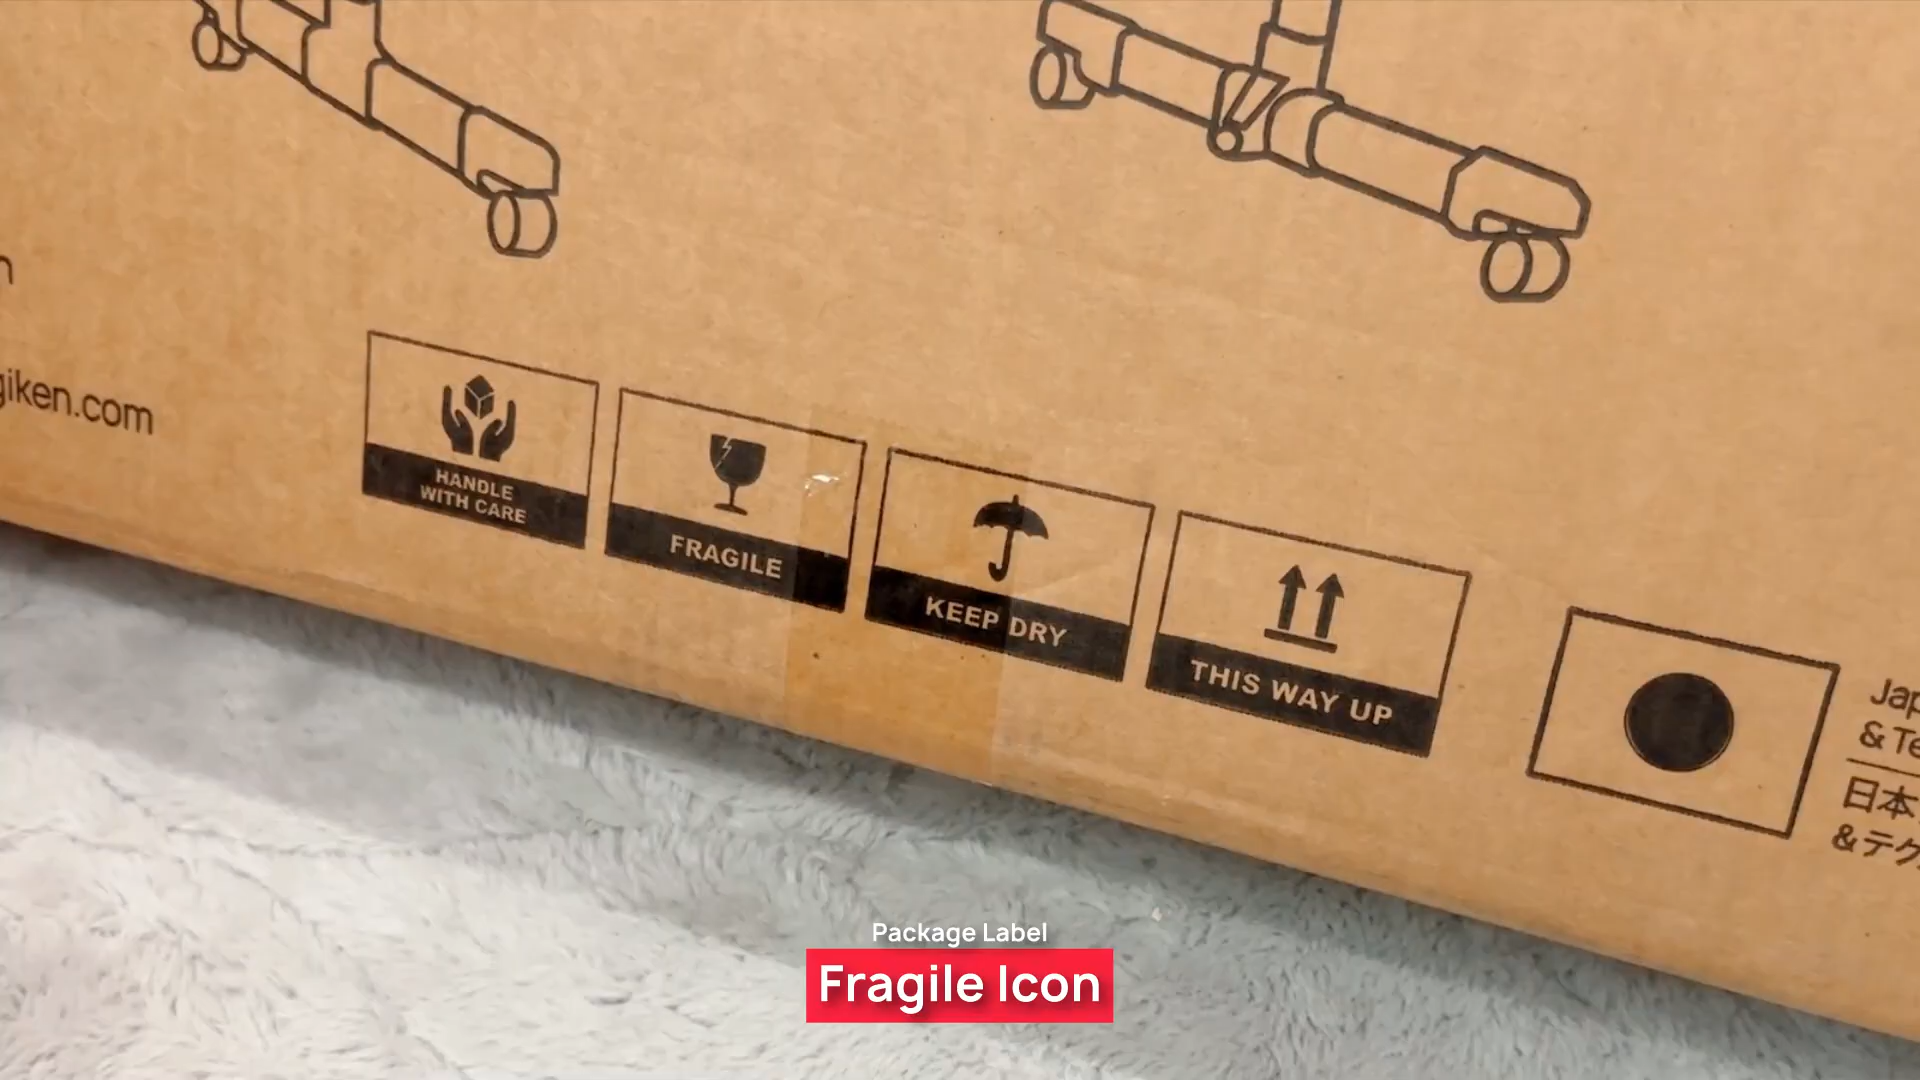 giken.com
HANDLE
WITH CARE
FRAGILE
KEEP DRY
THIS WAY UP
Jap
& Te
日本
&テク
Package Label
Fragile Icon